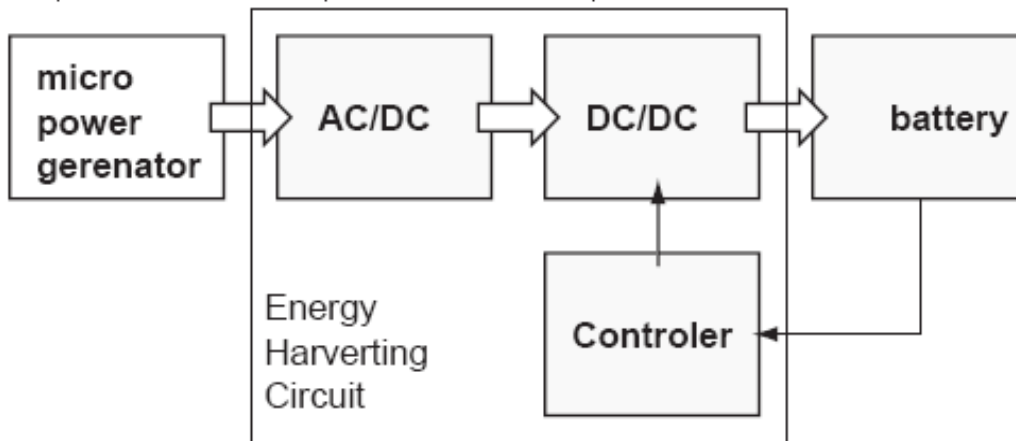 micro
power
gerenator
AC/DC
DC/DC
battery
Energy
Harverting
Circuit
Controler